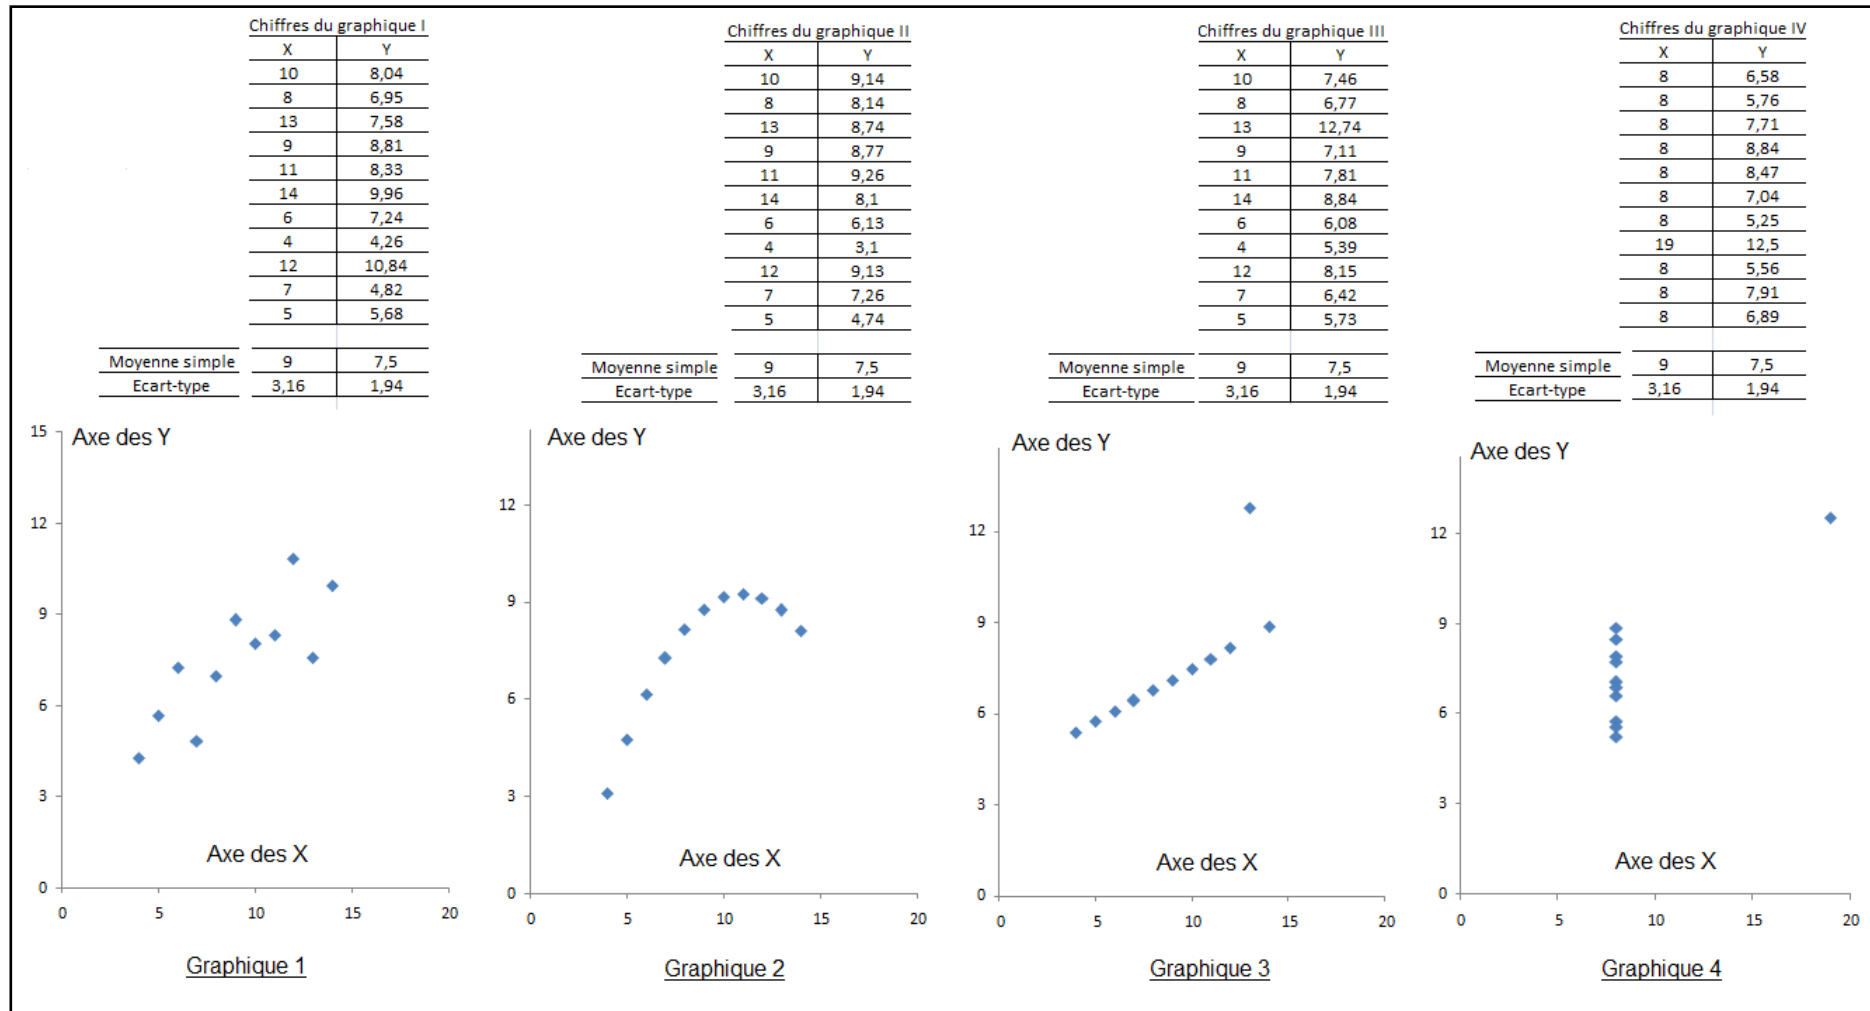 Chiffres du graphique I
X Y
10 8,04
8 6,95
13 7,58
9 8,81
11 8,33
14 9,96
6 7,24
4 4,26
12 10,84
7 4,82
5 5,68
Moyenne simple 9 7,5
Ecart-type 3,16 1,94
Chiffres du graphique II
X Y
10 9,14
8 8,14
13 8,74
9 8,77
11 9,26
14 8,1
6 6,13
4 3,1
12 9,13
7 7,26
5 4,74
Moyenne simple 9 7,5
Ecart-type 3,16 1,94
Chiffres du graphique III
X Y
10 7,46
8 6,77
13 12,74
9 7,11
11 7,81
14 8,84
6 6,08
4 5,39
12 8,15
7 6,42
5 5,73
Moyenne simple 9 7,5
Ecart-type 3,16 1,94
Chiffres du graphique IV
X Y
8 6,58
8 5,76
8 7,71
8 8,84
8 8,47
8 7,04
8 5,25
19 12,5
8 5,56
8 7,91
8 6,89
Moyenne simple 9 7,5
Ecart-type 3,16 1,94
Axe des Y
15
12
9
6
3
0
Axe des X
0 5 10 15 20
Graphique 1
Axe des Y
12
9
6
3
0
Axe des X
0 5 10 15 20
Graphique 2
Axe des Y
12
9
6
3
0
Axe des X
0 5 10 15 20
Graphique 3
Axe des Y
12
9
6
3
0
Axe des X
0 5 10 15 20
Graphique 4